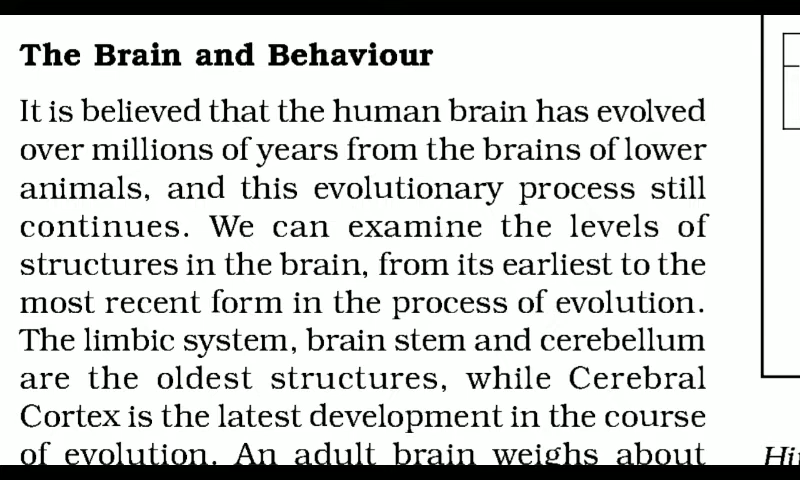 The Brain and Behaviour
It is believed that the human brain has evolved
over millions of years from the brains of lower
animals, and this evolutionary process still
continues. We can examine the levels of
structures in the brain, from its earliest to the
most recent form in the process of evolution.
The limbic system, brain stem and cerebellum
are the oldest structures, while Cerebral
Cortex is the latest development in the course
of evolution. An adult brain weighs about